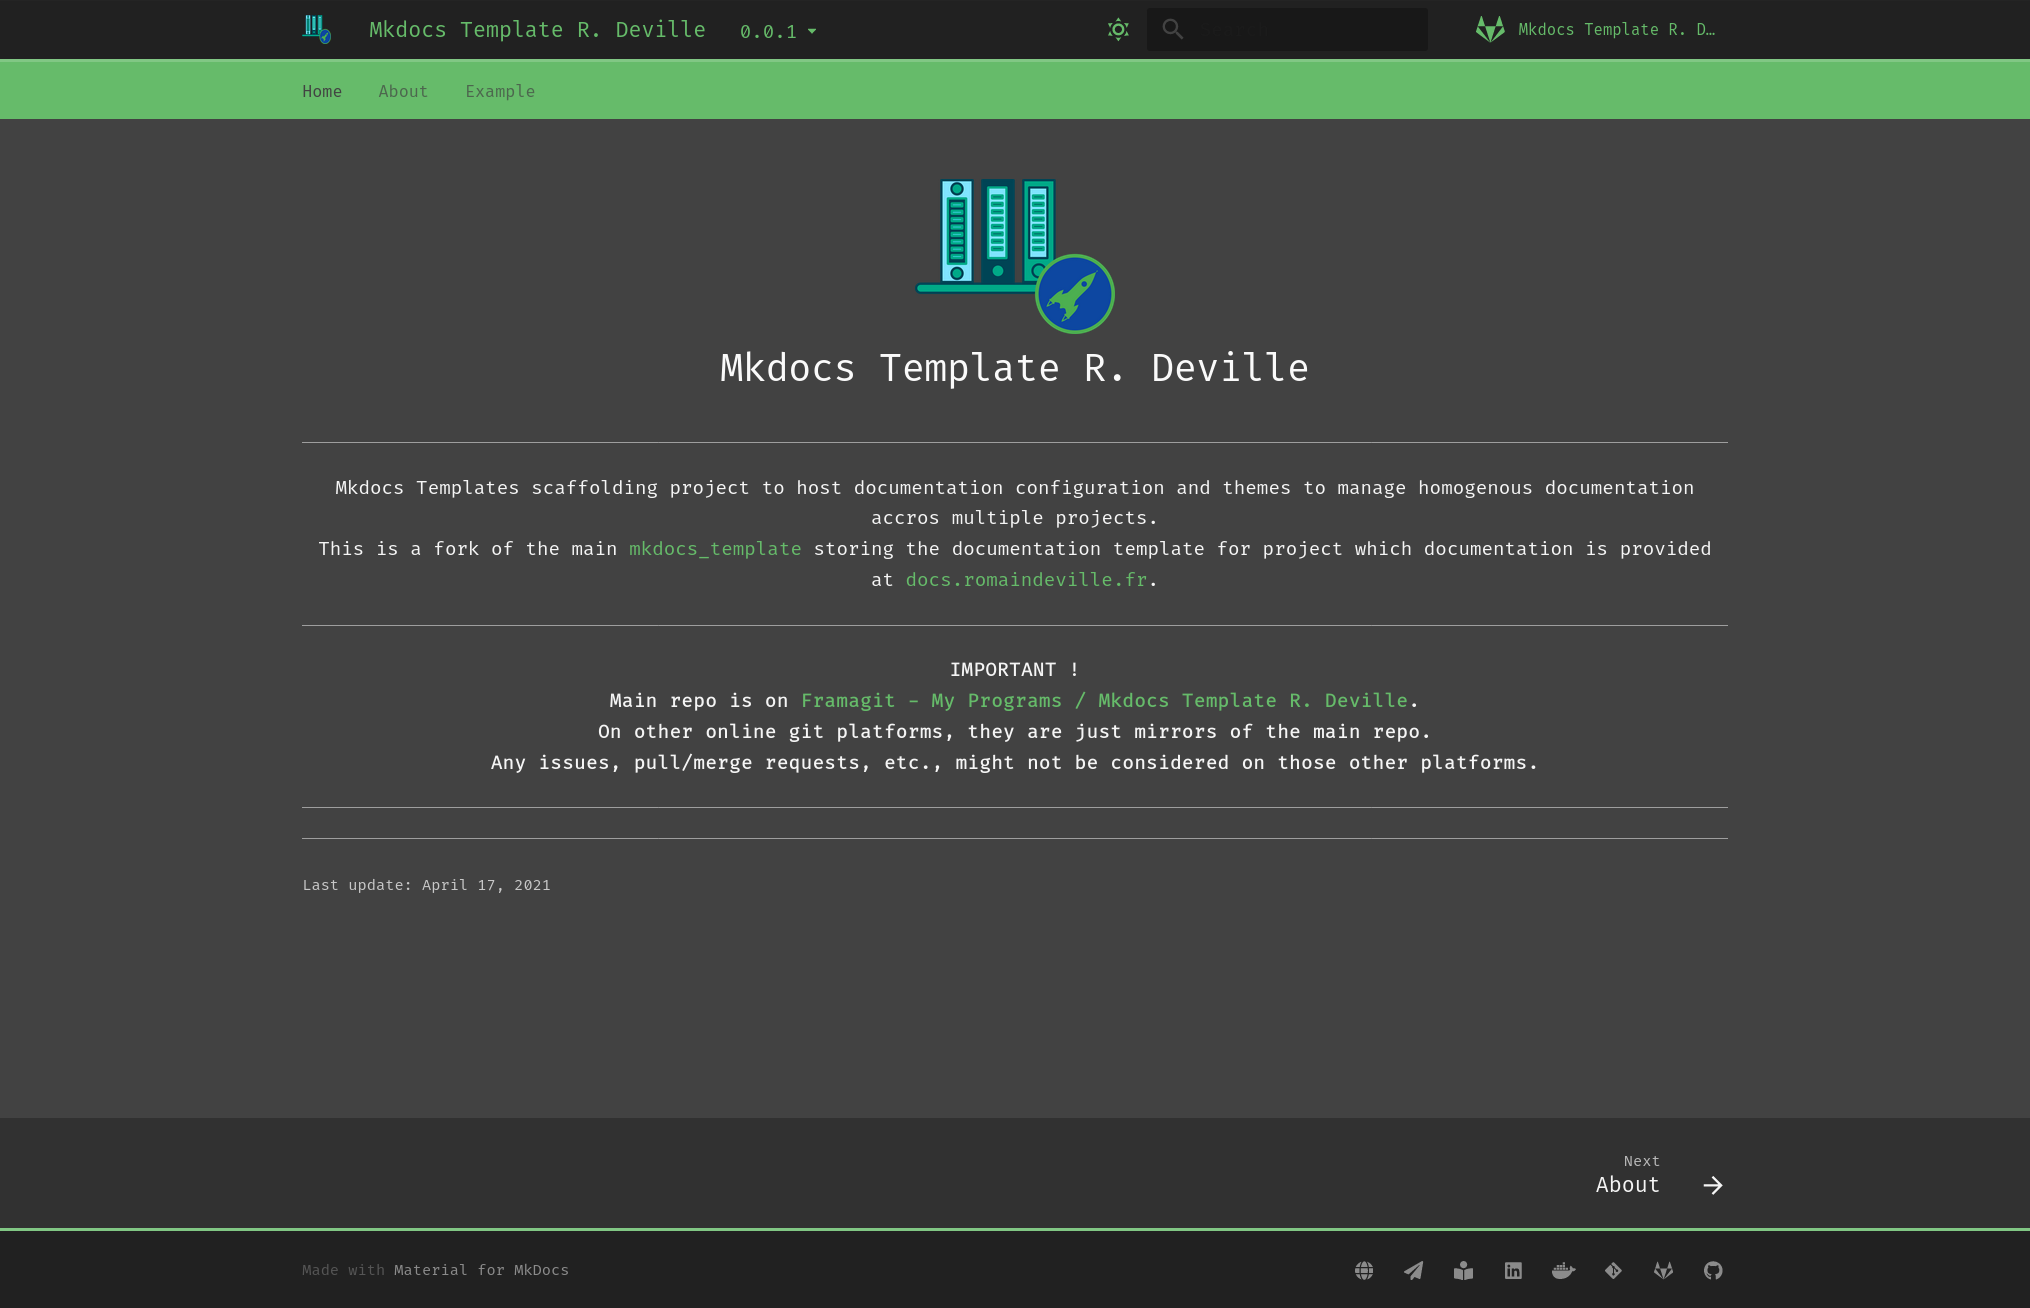 Mkdocs Template R. Deville
0.0.1
Mkdocs Template R. D…
Home
About
Example
Mkdocs Template R. Deville
Mkdocs Templates scaffolding project to host documentation configuration and themes to manage homogenous documentation
accros multiple projects.
This is a fork of the main mkdocs_template storing the documentation template for project which documentation is provided
at docs.romaindeville.fr.
IMPORTANT !
Main repo is on Framagit - My Programs / Mkdocs Template R. Deville.
On other online git platforms, they are just mirrors of the main repo.
Any issues, pull/merge requests, etc., might not be considered on those other platforms.
Last update: April 17, 2021
Next
About
Made with Material for MkDocs